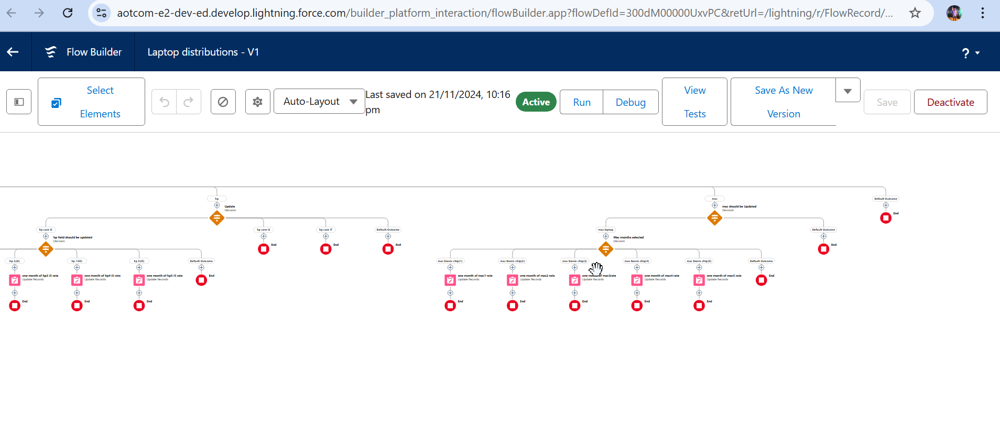 aotcom-e2-dev-ed.develop.lightning.force.com/builder_platform_interaction/flowBuilder.app?flowDefId=300dM00000UxvPC&retUrl=/lightning/r/FlowRecord/...
Flow Builder
Laptop distributions - V1
?
Select Elements
Auto-Layout
Last saved on 21/11/2024, 10:16 pm
Active
Run
Debug
View Tests
Save As New Version
Save
Deactivate
hp
mac
Default Outcome
Update
Decision
mac should be Updated
Decision
End
hp core i5
hp core i3
hp core i7
Default Outcome
mac laptop
Default Outcome
hp field should be updated
Decision
End
End
End
Mac months selected
Decision
End
hp 3(i5)
hp 13i5)
hp 5(i5)
Default Outcome
mac bionic chip(1)
mac bionic chip(2)
mac bionic chip(3)
mac bionic chip(4)
mac bionic chip(5)
Default Outcome
one month of hp3 i5 rate
Update Records
one month of hp4 i5 rate
Update Records
one month of hp5 i5 rate
Update Records
End
one month of mac1 rate
Update Records
one month of mac2 rate
Update Records
one month of mac3rate
Update Records
one month of mac4 rate
Update Records
one month of mac5 rate
Update Records
End
End
End
End
End
End
End
End
End